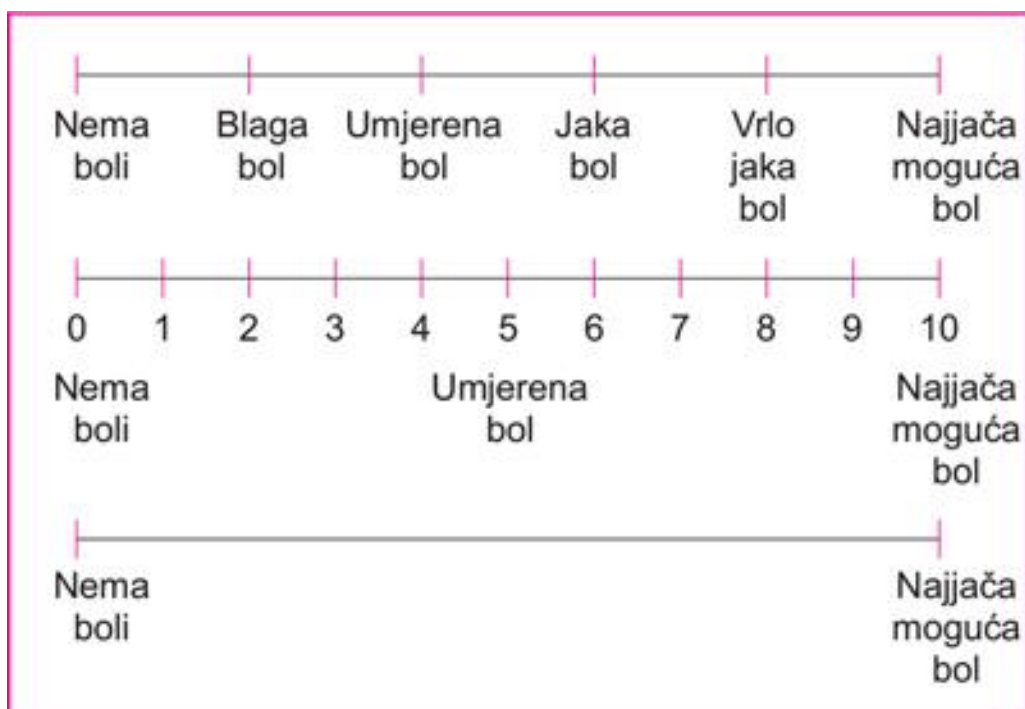 Nema Blaga Umjerena Jaka Vrlo Najjača
boli bol bol bol jaka moguća
bol bol
0 1 2 3 4 5 6 7 8 9 10
Nema Umjerena Najjača
boli bol moguća
bol
Nema Najjača
boli moguća
bol